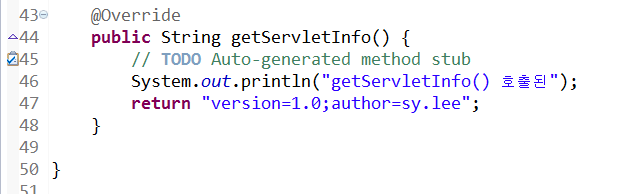 43 @Override
44 public String getServletInfo() {
45 // TODO Auto-generated method stub
46 System.out.println("getServletInfo() 호출된");
47 return "version=1.0;author=sy.lee";
48 }
49
50 }
51